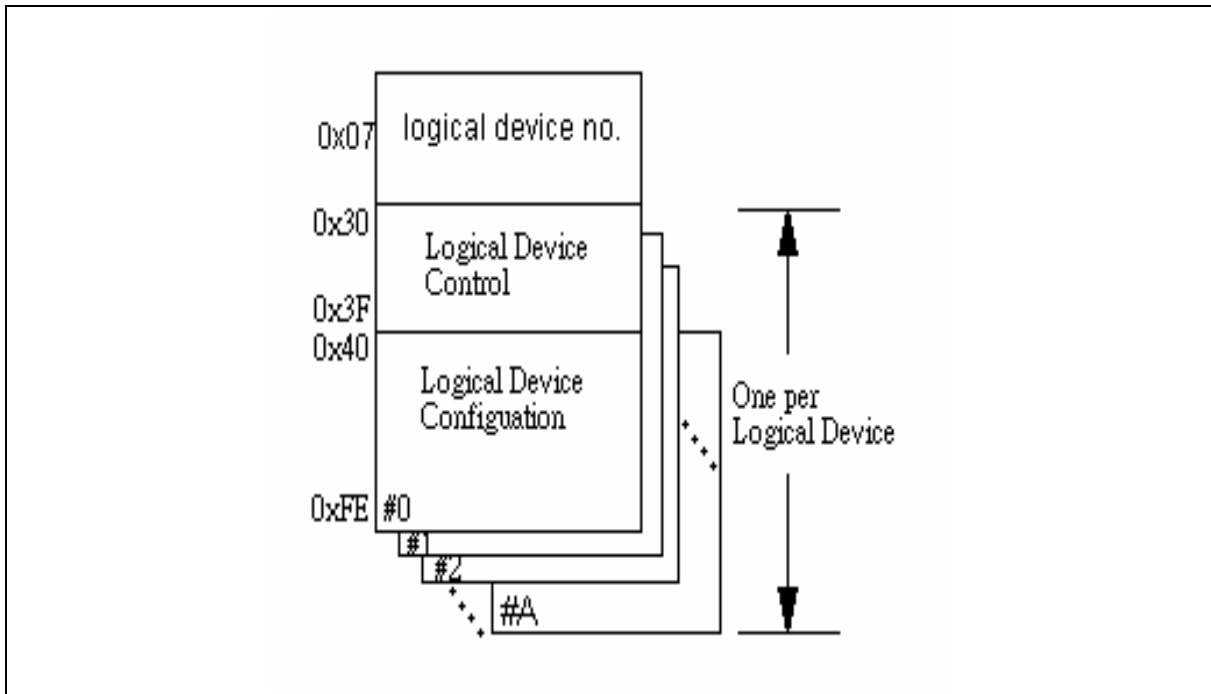 0x07
logical device no.
0x30
Logical Device
Control
0x3F
0x40
Logical Device
Configuation
One per
Logical Device
0xFE
#0
#
#2
#A